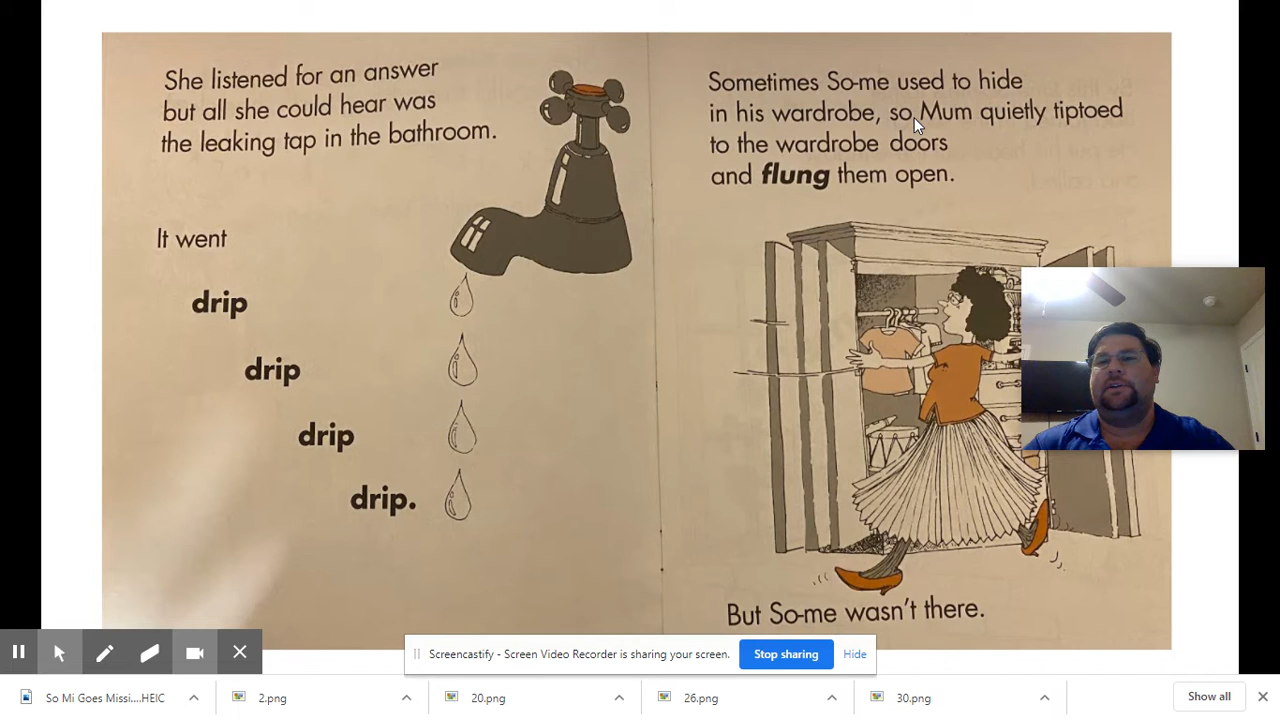 She listened for an answer
but all she could hear was
the leaking tap in the bathroom.
It went
drip
drip
drip
drip.
Sometimes So-me used to hide
in his wardrobe, so Mum quietly tiptoed
to the wardrobe doors
and flung them open.
But So-me wasn't there.
Screencastify - Screen Video Recorder is sharing your screen.
Stop sharing
Hide
So Mi Goes Missi....HEIC
2.png
20.png
26.png
30.png
Show all